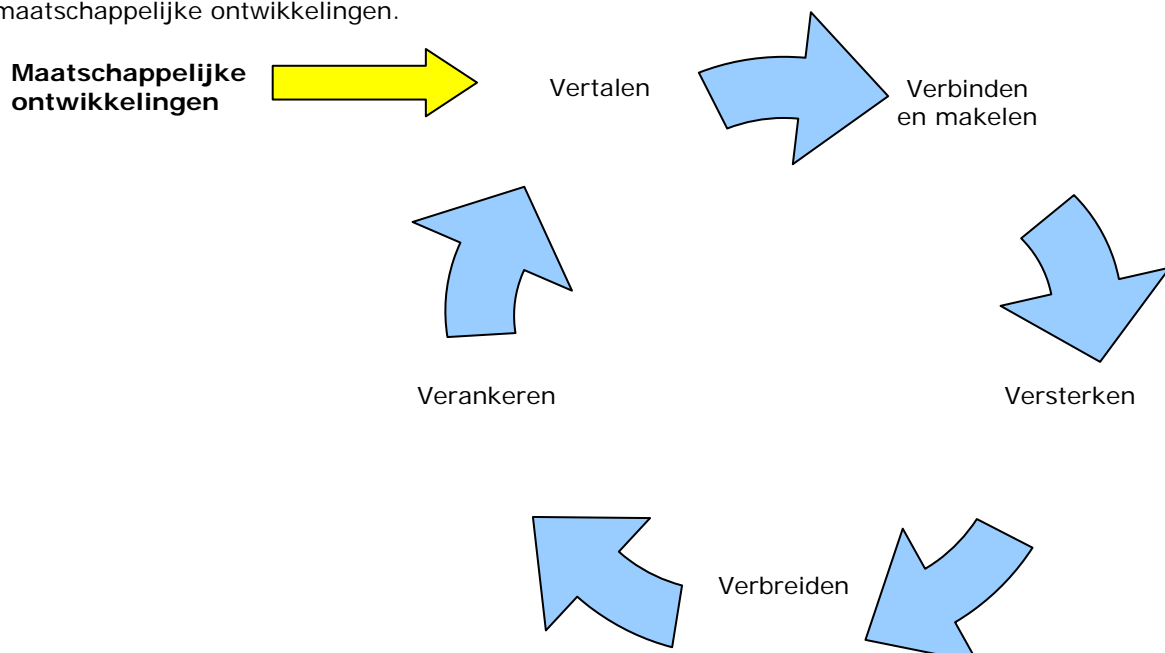 maatschappelijke ontwikkelingen.
Maatschappelijke
ontwikkelingen
Vertalen
Verbinden
en makelen
Verankeren
Versterken
Verbreiden